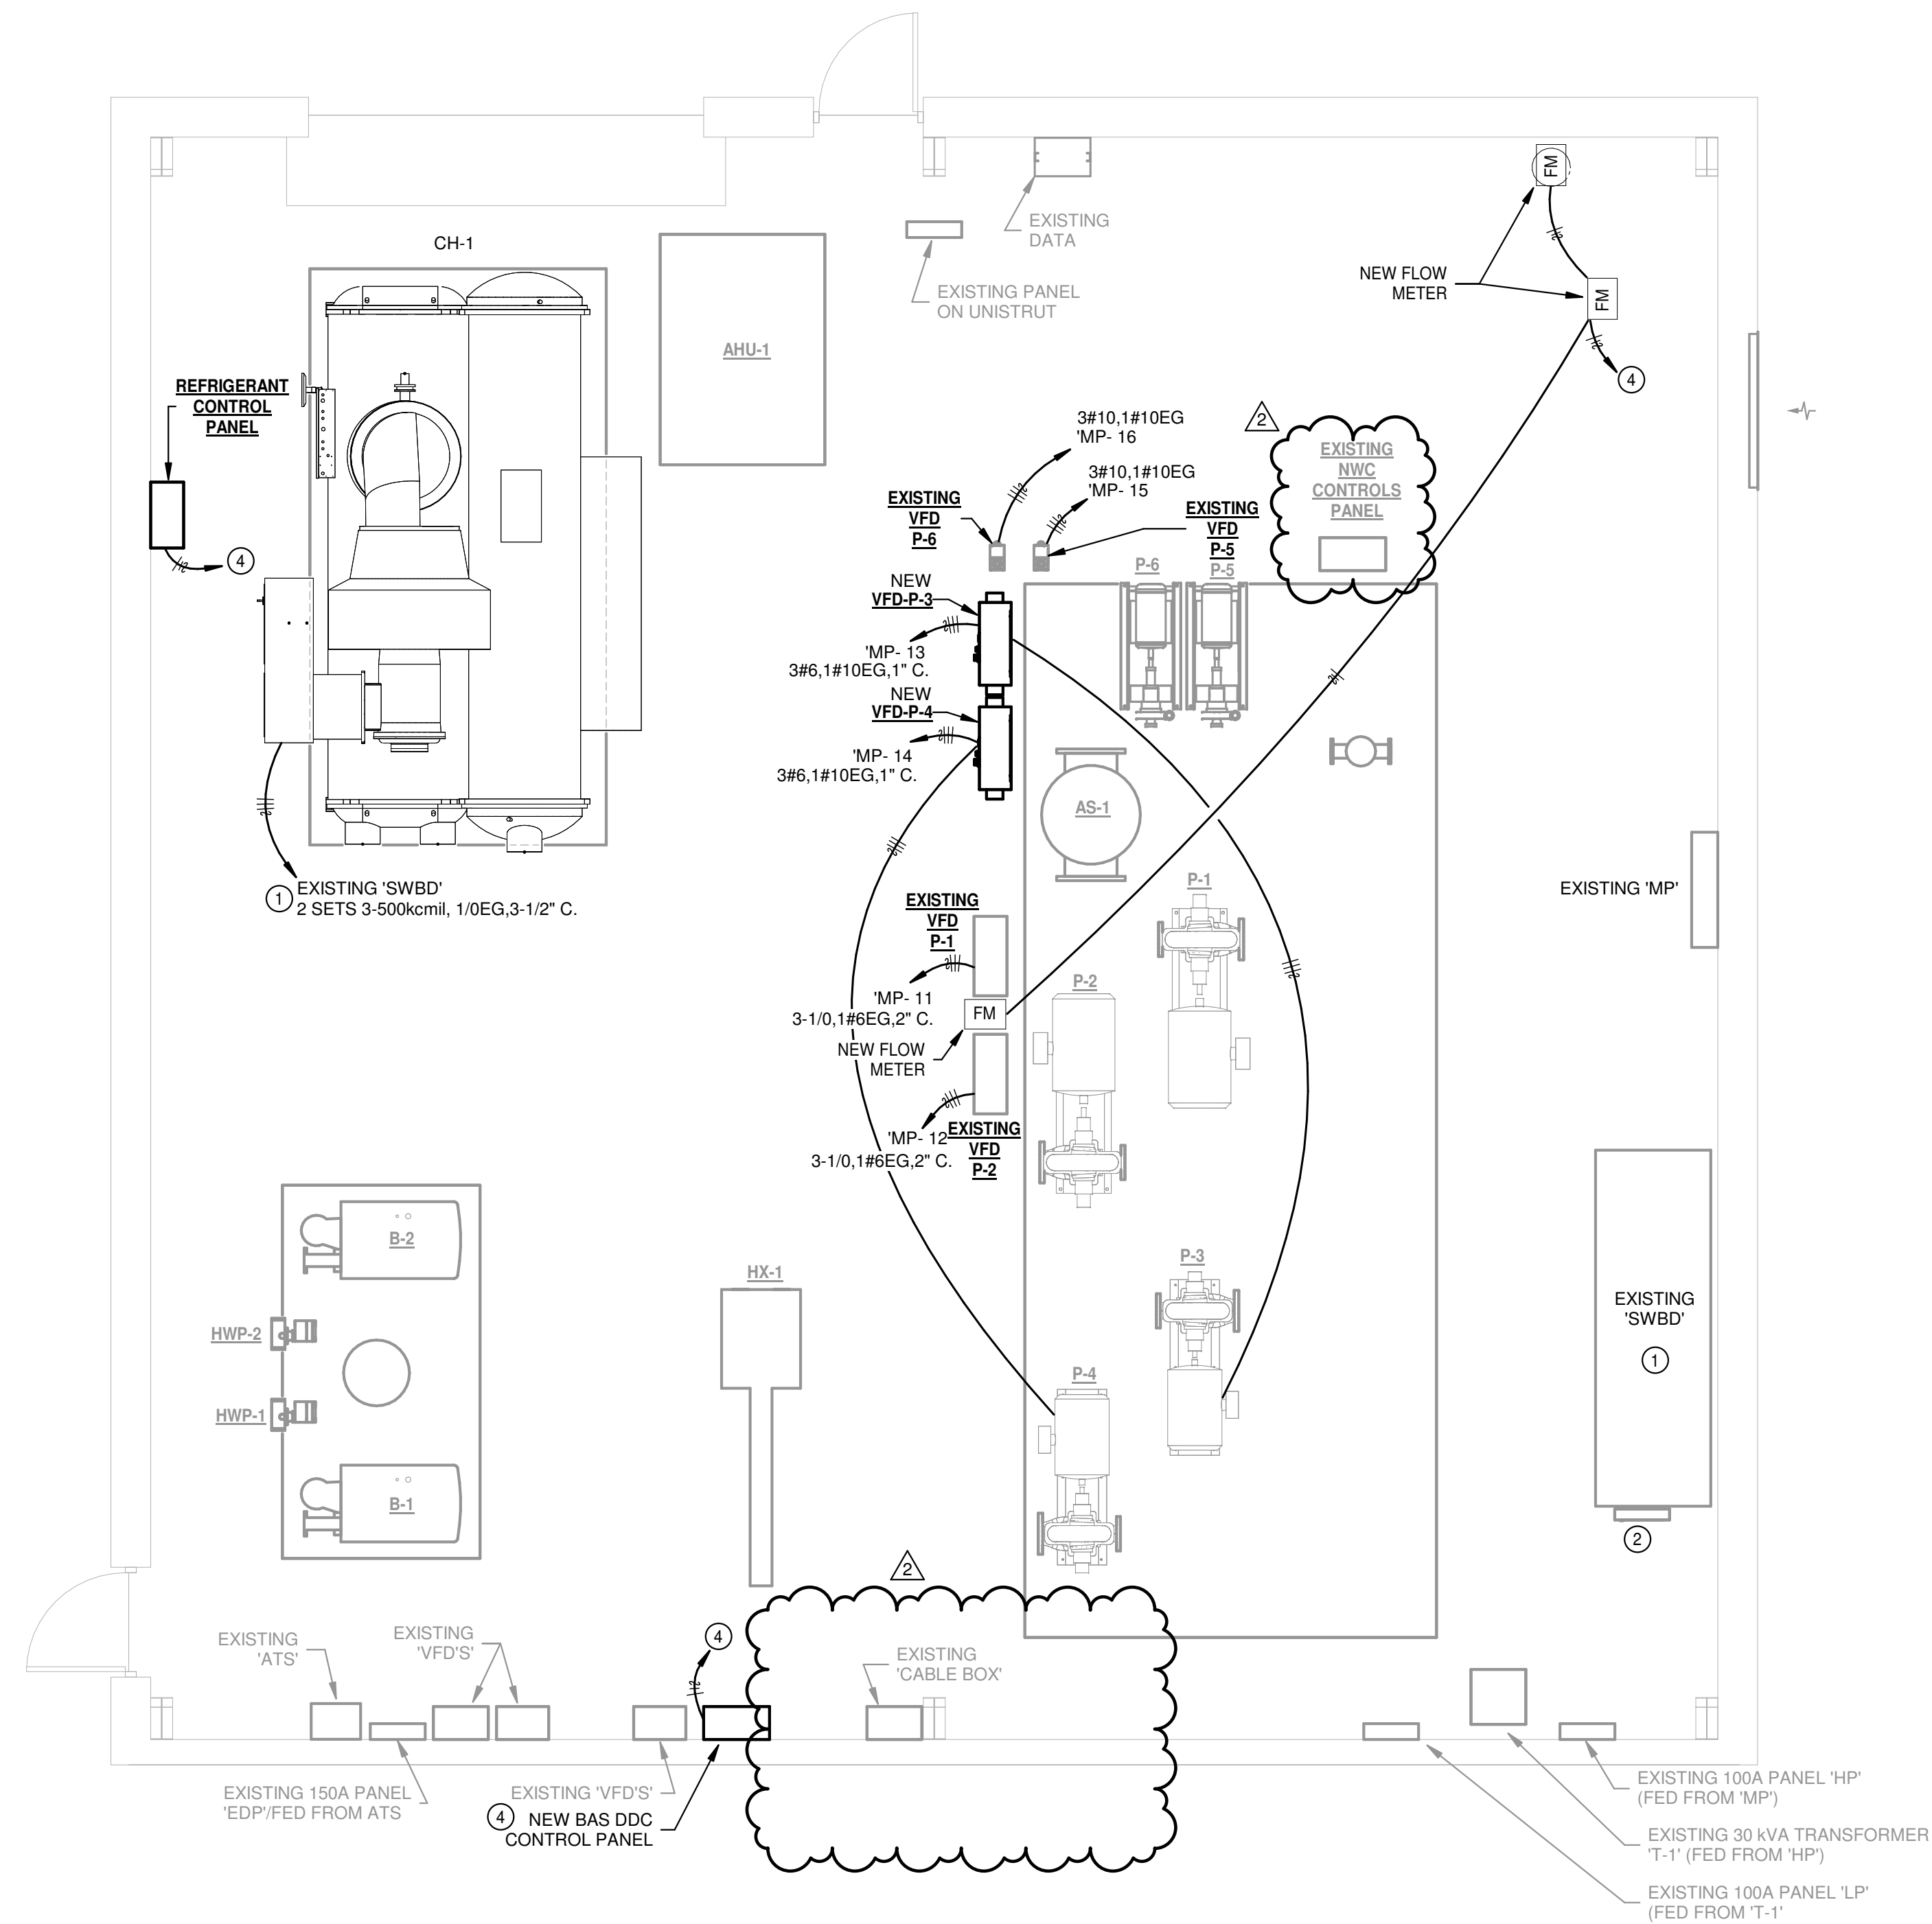 FM
EXISTING
DATA
CH-1
NEW FLOW
METER
FM
EXISTING PANEL
ON UNISTRUT
AHU-1
4
REFRIGERANT
CONTROL
PANEL
3#10,1#10EG
'MP- 16
2
EXISTING
NWC
CONTROLS
PANEL
3#10,1#10EG
'MP- 15
EXISTING
VFD
P-6
EXISTING
VFD
P-5
4
P-6
P-5
NEW
VFD-P-3
'MP- 13
3#6,1#10EG,1" C.
NEW
VFD-P-4
'MP- 14
3#6,1#10EG,1" C.
AS-1
1
EXISTING 'SWBD'
2 SETS 3-500kcmil, 1/0EG,3-1/2" C.
P-1
EXISTING 'MP'
EXISTING
VFD
P-1
P-2
'MP- 11
3-1/0,1#6EG,2" C.
FM
NEW FLOW
METER
'MP- 12
3-1/0,1#6EG,2" C.
EXISTING
VFD
P-2
B-2
P-3
HX-1
EXISTING
'SWBD'
1
HWP-2
HWP-1
P-4
B-1
2
2
EXISTING
'ATS'
EXISTING
'VFD'S'
4
EXISTING
'CABLE BOX'
EXISTING 150A PANEL
'EDP'/FED FROM ATS
EXISTING 'VFD'S'
4
NEW BAS DDC
CONTROL PANEL
EXISTING 100A PANEL 'HP'
(FED FROM 'MP')
EXISTING 30 kVA TRANSFORMER
'T-1' (FED FROM 'HP')
EXISTING 100A PANEL 'LP'
(FED FROM 'T-1'